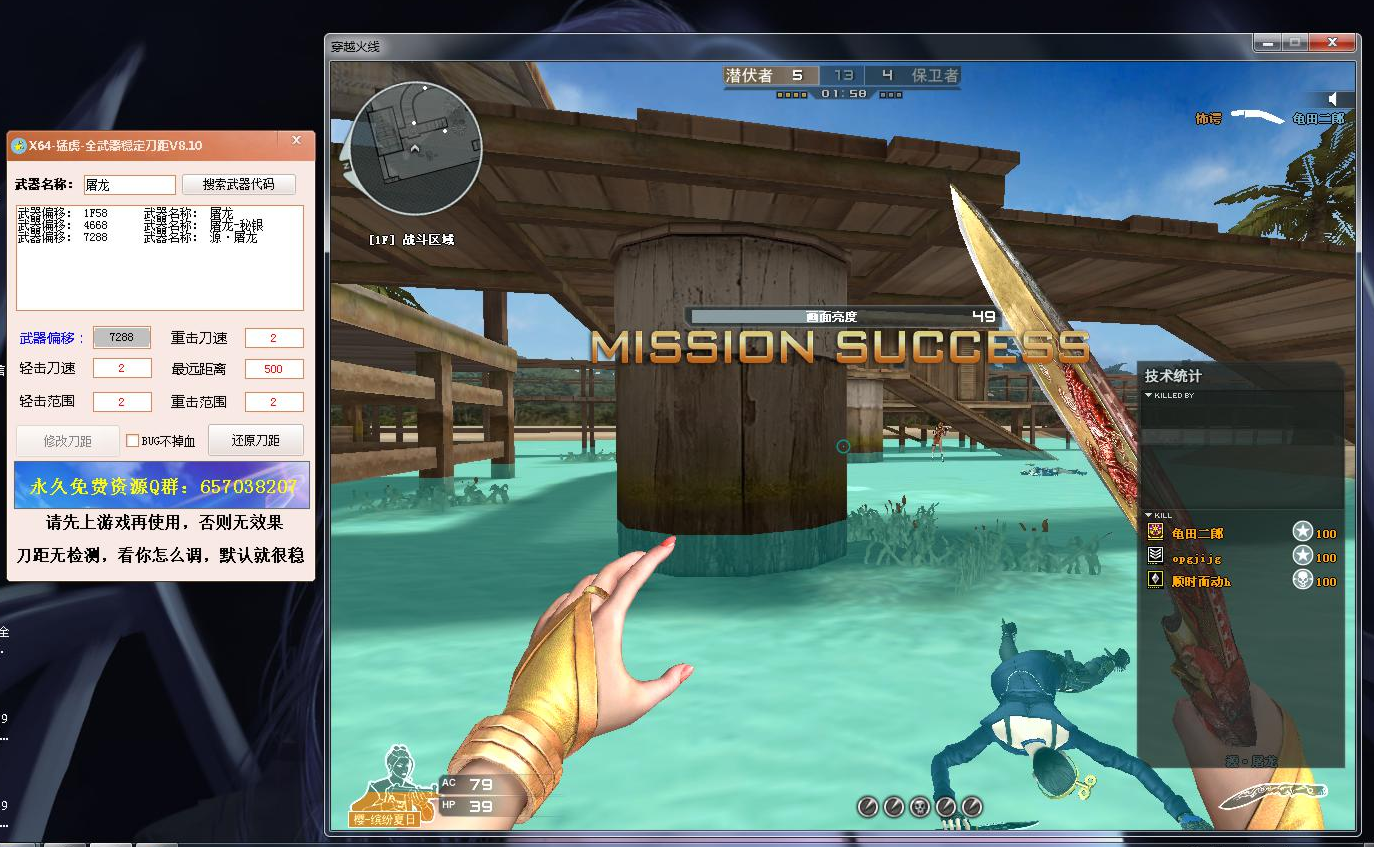 穿越火线
潜伏者 5 13 4 保卫者
01:58
怖谔 龟田二郎
[1F] 战斗区域
画面亮度 49
MISSION SUCCESS
技术统计
KILLED BY
KILL
龟田二郎 100
opgjijg 100
顺时而动h 100
源·屠龙
AC 79
HP 39
樱-缤纷夏日
X64-猛虎-全武器稳定刀距V8.10
武器名称: 屠龙 搜索武器代码
武器偏移: 1F58 武器名称: 屠龙
武器偏移: 4668 武器名称: 屠龙-秘银
武器偏移: 7288 武器名称: 源·屠龙
武器偏移: 7288 重击刀速 2
轻击刀速 2 最远距离 500
轻击范围 2 重击范围 2
修改刀距 BUG不掉血 还原刀距
永久免费资源Q群: 657038207
请先上游戏再使用，否则无效果
刀距无检测，看你怎么调，默认就很稳
全
9
9